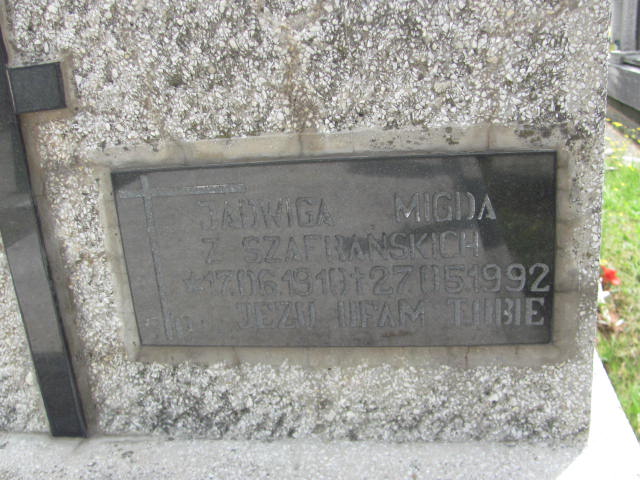 JADWIGA MIGDA
Z SZAFRAŃSKICH
*17.06.1910 +27.05.1992
JEZU UFAM TOBIE